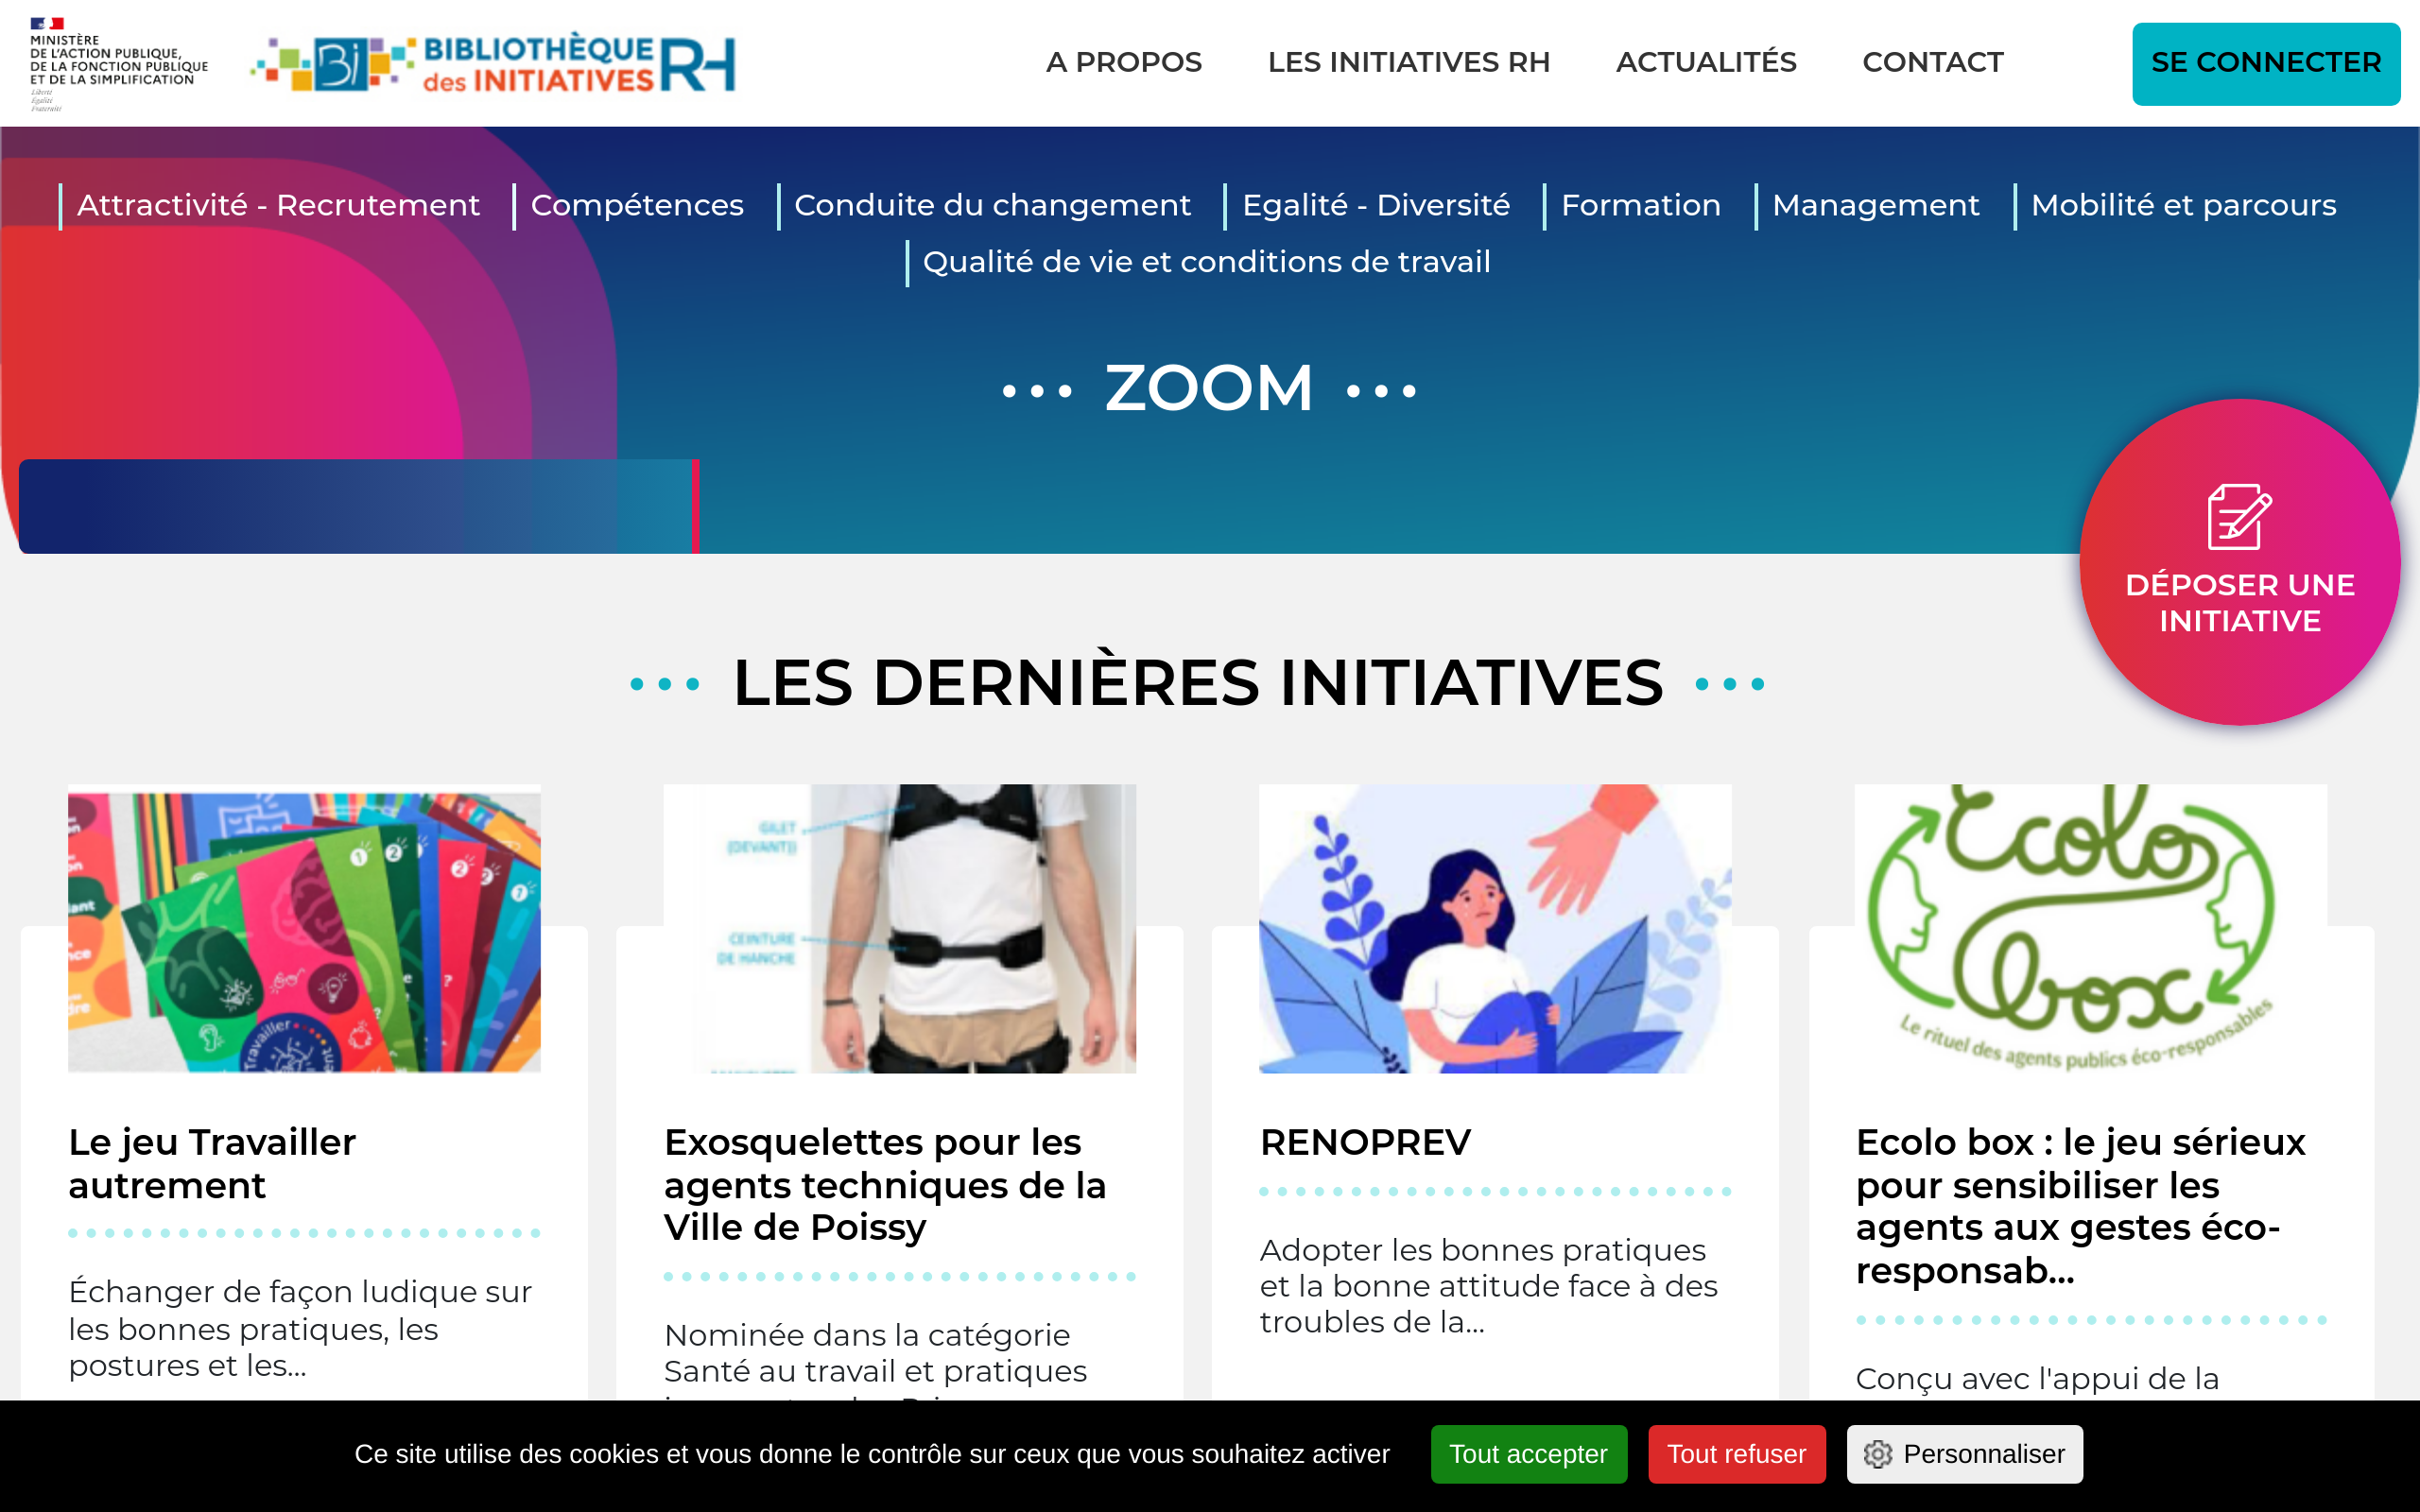 MINISTÈRE
DE L'ACTION PUBLIQUE,
DE LA FONCTION PUBLIQUE
ET DE LA SIMPLIFICATION
Liberté
Égalité
Fraternité
Bi BIBLIOTHÈQUE
des INITIATIVES RH
A PROPOS
LES INITIATIVES RH
ACTUALITÉS
CONTACT
SE CONNECTER
Attractivité - Recrutement
Compétences
Conduite du changement
Egalité - Diversité
Formation
Management
Mobilité et parcours
Qualité de vie et conditions de travail
ZOOM
DÉPOSER UNE
INITIATIVE
LES DERNIÈRES INITIATIVES
1
2
2
2
Travailler
GILET
(DEVANT)
CEINTURE
DE HANCHE
Ecolo
box
Le rituel des agents publics éco-responsables
Le jeu Travailler
autrement
Échanger de façon ludique sur
les bonnes pratiques, les
postures et les...
Exosquelettes pour les
agents techniques de la
Ville de Poissy
Nominée dans la catégorie
Santé au travail et pratiques
RENOPREV
Adopter les bonnes pratiques
et la bonne attitude face à des
troubles de la...
Ecolo box : le jeu sérieux
pour sensibiliser les
agents aux gestes éco-
responsab...
Conçu avec l'appui de la
Ce site utilise des cookies et vous donne le contrôle sur ceux que vous souhaitez activer
Tout accepter
Tout refuser
Personnaliser